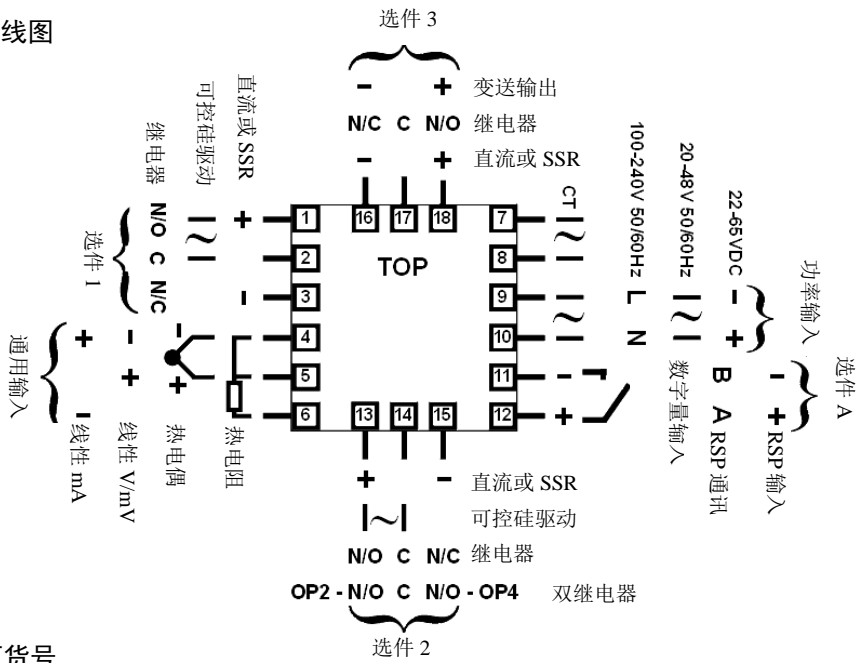 线图
选件 3
- + 变送输出
N/C C N/O 继电器
- + 直流或 SSR
直流或 SSR
可控硅驱动
继电器
N/O
C
N/C
选件 1
+
-
1
2
3
4
5
6
16 17 18
TOP
7
8
9
10
11
12
13 14 15
CT
~
~
~
100-240V 50/60Hz
L
N
20-48V 50/60Hz
~
22-65VDC
-
+
功率输入
选件 A
-
+
数字量输入
B
A
RSP 通讯
-
+
RSP 输入
通用输入
+
-
线性 mA
-
+
线性 V/mV
-
+
热电偶
热电阻
+ - 直流或 SSR
~ 可控硅驱动
N/O C N/C 继电器
OP2 - N/O C N/O - OP4 双继电器
选件 2